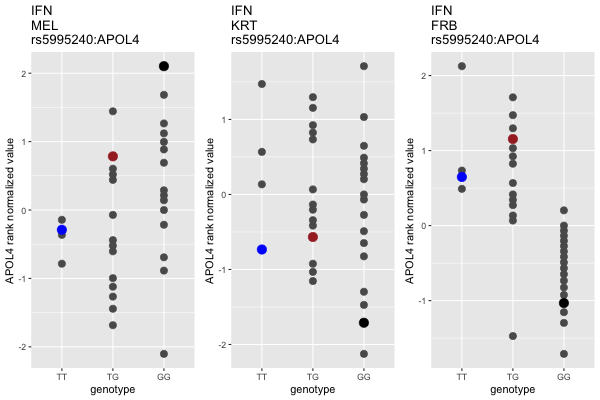 IFN
MEL
rs5995240:APOL4
APOL4 rank normalized value
2
1
0
-1
-2
TT
TG
GG
genotype
IFN
KRT
rs5995240:APOL4
APOL4 rank normalized value
1
0
-1
-2
TT
TG
GG
genotype
IFN
FRB
rs5995240:APOL4
APOL4 rank normalized value
2
1
0
-1
TT
TG
GG
genotype